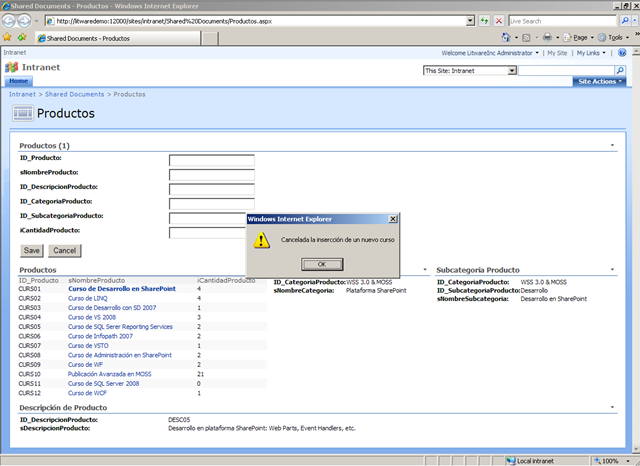 Shared Documents - Productos - Windows Internet Explorer
http://litwaredemo:12000/sites/intranet/Shared%20Documents/Productos.aspx
Live Search
Shared Documents - Productos
Page
Tools
Intranet
Welcome LitwareInc Administrator
My Site
My Links
Intranet
This Site: Intranet
Home
Site Actions
Intranet > Shared Documents > Productos
Productos
Productos (1)
ID_Producto:
sNombreProducto:
ID_DescripcionProducto:
ID_CategoriaProducto:
ID_SubcategoriaProducto:
iCantidadProducto:
Save Cancel
Windows Internet Explorer
Cancelada la insercción de un nuevo curso
OK
Productos
ID_Producto sNombreProducto iCantidadProducto
CURS01 Curso de Desarrollo en SharePoint 4
CURS02 Curso de LINQ 4
CURS03 Curso de Desarrollo con SD 2007 1
CURS04 Curso de VS 2008 3
CURS05 Curso de SQL Serer Reporting Services 2
CURS06 Curso de Infopath 2007 2
CURS07 Curso de VSTO 1
CURS08 Curso de Administración en SharePoint 2
CURS09 Curso de WF 2
CURS10 Publicación Avanzada en MOSS 21
CURS11 Curso de SQL Server 2008 0
CURS12 Curso de WCF 1
ID_CategoriaProducto: WSS 3.0 & MOSS
sNombreCategoria: Plataforma SharePoint
Subcategoria Producto
ID_CategoriaProducto: WSS 3.0 & MOSS
ID_SubcategoriaProducto: Desarrollo
sNombreSubcategoria: Desarrollo en SharePoint
Descripción de Producto
ID_DescripcionProducto: DESC05
sDescripcionProducto: Desarrollo en plataforma SharePoint: Web Parts, Event Handlers, etc.
Local intranet
100%